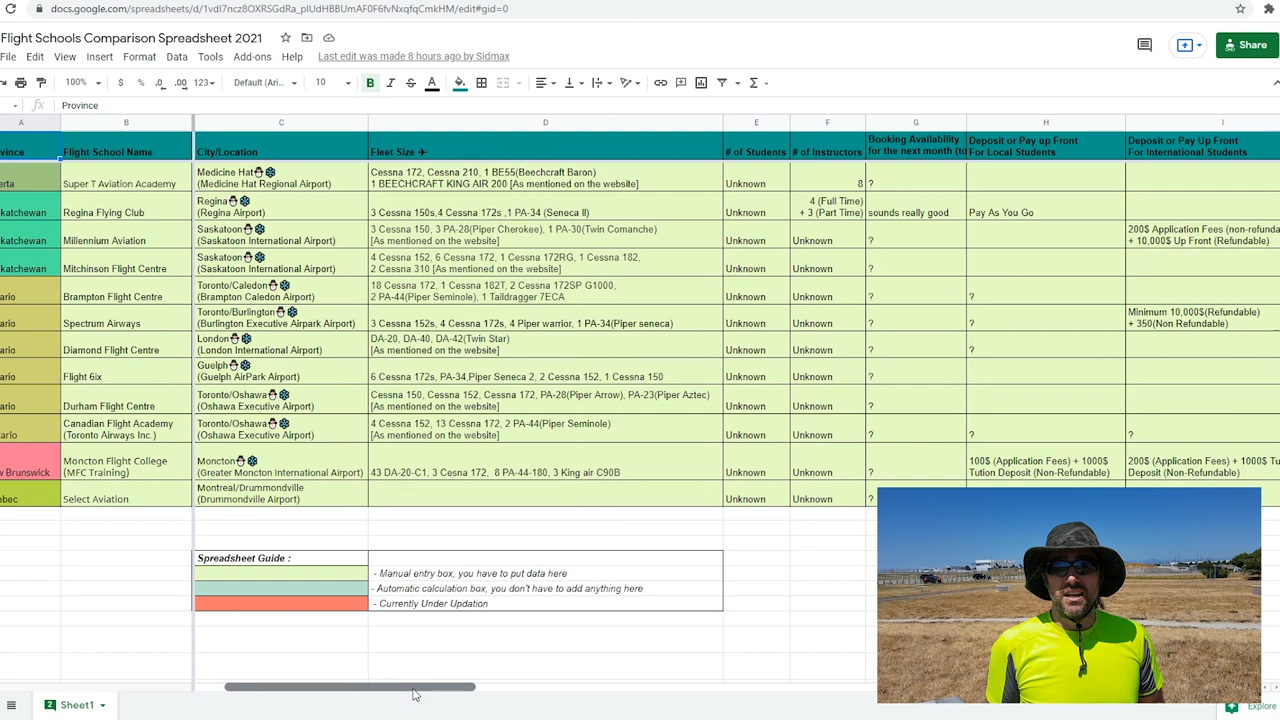 docs.google.com/spreadsheets/d/1vdI7ncz8OXRSGdRa_plUdHBBUmAF0F6fvNxqfqCmkHM/edit#gid=0
Flight Schools Comparison Spreadsheet 2021
File Edit View Insert Format Data Tools Add-ons Help Last edit was made 8 hours ago by Sidmax
Share
100% $ % .0 .00 123 Default (Ari... 10 B I S A
fx Province
A B C D E F G H I
vince Flight School Name City/Location Fleet Size # of Students # of Instructors
Booking Availability
for the next month (to
Deposit or Pay up Front
For Local Students
Deposit or Pay Up Front
For International Students
erta Super T Aviation Academy
Medicine Hat
(Medicine Hat Regional Airport)
Cessna 172, Cessna 210, 1 BE55(Beechcraft Baron)
1 BEECHCRAFT KING AIR 200 [As mentioned on the website]
Unknown 8 ?
katchewan Regina Flying Club
Regina
(Regina Airport)
3 Cessna 150s,4 Cessna 172s ,1 PA-34 (Seneca II)
Unknown
4 (Full Time)
+ 3 (Part Time)
sounds really good Pay As You Go
katchewan Millennium Aviation
Saskatoon
(Saskatoon International Airport)
3 Cessna 150, 3 PA-28(Piper Cherokee), 1 PA-30(Twin Comanche)
[As mentioned on the website]
Unknown Unknown ?
200$ Application Fees (non-refunda
+ 10,000$ Up Front (Refundable)
katchewan Mitchinson Flight Centre
Saskatoon
(Saskatoon International Airport)
4 Cessna 152, 6 Cessna 172, 1 Cessna 172RG, 1 Cessna 182,
2 Cessna 310 [As mentioned on the website]
Unknown Unknown ?
ario Brampton Flight Centre
Toronto/Caledon
(Brampton Caledon Airport)
18 Cessna 172, 1 Cessna 182T, 2 Cessna 172SP G1000,
2 PA-44(Piper Seminole), 1 Taildragger 7ECA
Unknown Unknown ? ?
ario Spectrum Airways
Toronto/Burlington
(Burlington Executive Airpark Airport)
3 Cessna 152s, 4 Cessna 172s, 4 Piper warrior, 1 PA-34(Piper seneca)
Unknown Unknown ? ?
Minimum 10,000$(Refundable)
+ 350(Non Refundable)
ario Diamond Flight Centre
London
(London International Airport)
DA-20, DA-40, DA-42(Twin Star)
[As mentioned on the website]
Unknown Unknown ? ?
ario Flight 6ix
Guelph
(Guelph AirPark Airport)
6 Cessna 172s, PA-34,Piper Seneca 2, 2 Cessna 152, 1 Cessna 150
Unknown Unknown ?
ario Durham Flight Centre
Toronto/Oshawa
(Oshawa Executive Airport)
Cessna 150, Cessna 152, Cessna 172, PA-28(Piper Arrow), PA-23(Piper Aztec)
[As mentioned on the website]
Unknown Unknown ?
tario
Canadian Flight Academy
(Toronto Airways Inc.)
Toronto/Oshawa
(Oshawa Executive Airport)
4 Cessna 152, 13 Cessna 172, 2 PA-44(Piper Seminole)
[As mentioned on the website]
Unknown Unknown ? ? ?
w Brunswick
Moncton Flight College
(MFC Training)
Moncton
(Greater Moncton International Airport)
43 DA-20-C1, 3 Cesna 172, 8 PA-44-180, 3 King air C90B
Unknown Unknown ?
100$ (Application Fees) + 1000$
Tution Deposit (Non-Refundable)
200$ (Application Fees) + 1000$ Tu
Deposit (Non-Refundable)
ebec Select Aviation
Montreal/Drummondville
(Drummondville Airport)
Unknown Unknown ?
Spreadsheet Guide :
- Manual entry box, you have to put data here
- Automatic calculation box, you don't have to add anything here
- Currently Under Updation
2 Sheet1
Explore